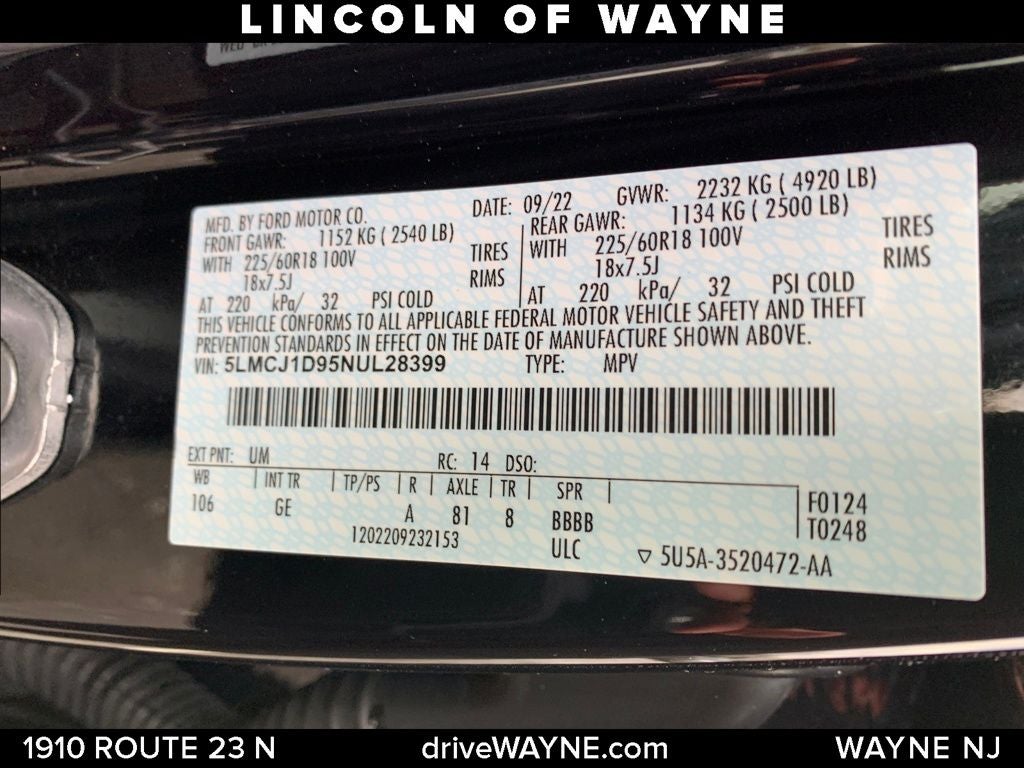 LINCOLN OF WAYNE
MFD. BY FORD MOTOR CO. DATE: 09/22 GVWR: 2232 KG ( 4920 LB)
FRONT GAWR: 1152 KG ( 2540 LB) REAR GAWR: 1134 KG ( 2500 LB)
WITH 225/60R18 100V TIRES WITH 225/60R18 100V TIRES
18x7.5J RIMS 18x7.5J RIMS
AT 220 kPa/ 32 PSI COLD AT 220 kPa/ 32 PSI COLD
THIS VEHICLE CONFORMS TO ALL APPLICABLE FEDERAL MOTOR VEHICLE SAFETY AND THEFT
PREVENTION STANDARDS IN EFFECT ON THE DATE OF MANUFACTURE SHOWN ABOVE.
VIN: 5LMCJ1D95NUL28399 TYPE: MPV
EXT PNT: UM RC: 14 DSO:
WB INT TR TP/PS R AXLE TR SPR
106 GE A 81 8 BBBB F0124
1202209232153 ULC T0248
▽ 5U5A-3520472-AA
1910 ROUTE 23 N driveWAYNE.com WAYNE NJ